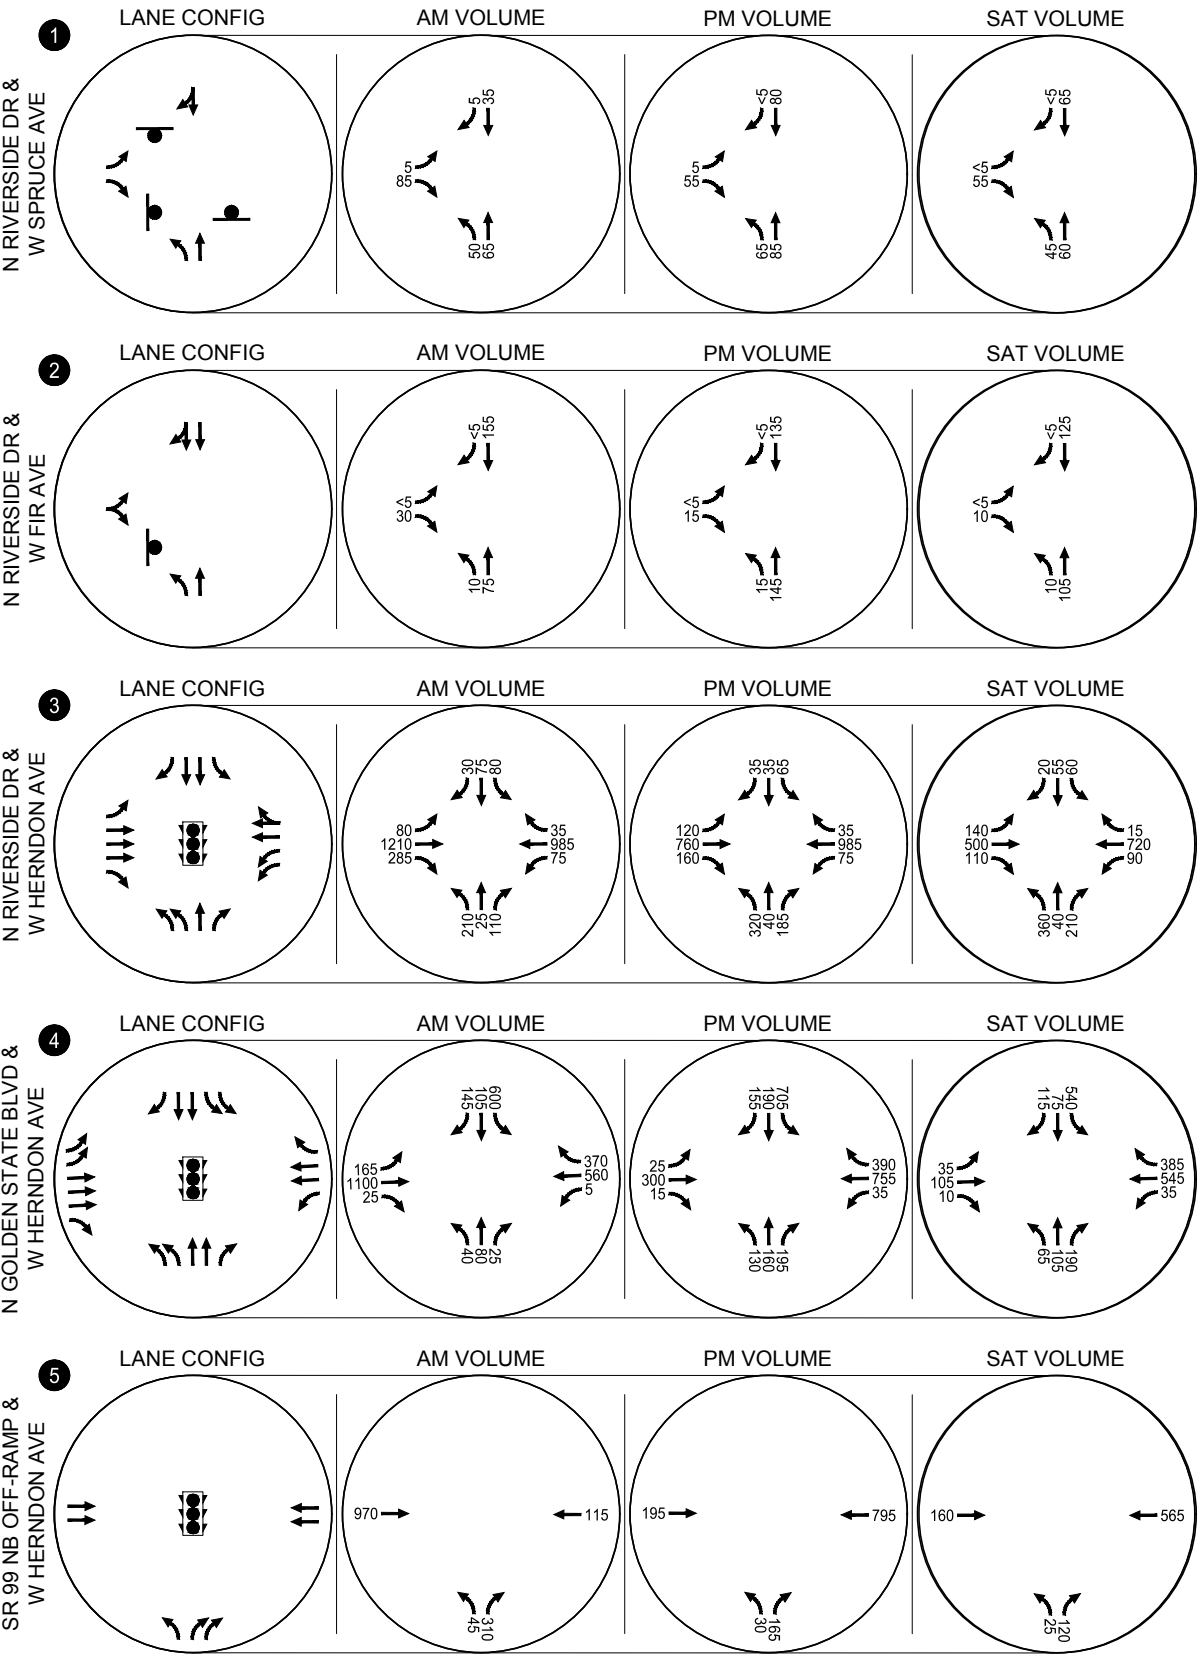 LANE CONFIG AM VOLUME PM VOLUME SAT VOLUME
1
N RIVERSIDE DR &
W SPRUCE AVE
5 35
5
85
50 65
<5 80
5
55
65 85
<5 65
<5
55
45 60
LANE CONFIG AM VOLUME PM VOLUME SAT VOLUME
2
N RIVERSIDE DR &
W FIR AVE
<5 155
<5
30
10 75
<5 135
<5
15
15 145
<5 125
<5
10
10 105
LANE CONFIG AM VOLUME PM VOLUME SAT VOLUME
3
N RIVERSIDE DR &
W HERNDON AVE
30 75 80
80 35
1210 985
285 75
210 25 110
35 35 65
120 35
760 985
160 75
320 40 185
20 55 60
140 15
500 720
110 90
360 40 210
LANE CONFIG AM VOLUME PM VOLUME SAT VOLUME
4
N GOLDEN STATE BLVD &
W HERNDON AVE
145 105 600
165 370
1100 560
25 5
40 80 25
155 190 705
25 390
300 755
15 35
130 160 195
115 75 540
35 385
105 545
10 35
65 105 190
LANE CONFIG AM VOLUME PM VOLUME SAT VOLUME
5
SR 99 NB OFF-RAMP &
W HERNDON AVE
970 115
45 310
195 795
30 165
160 565
25 120